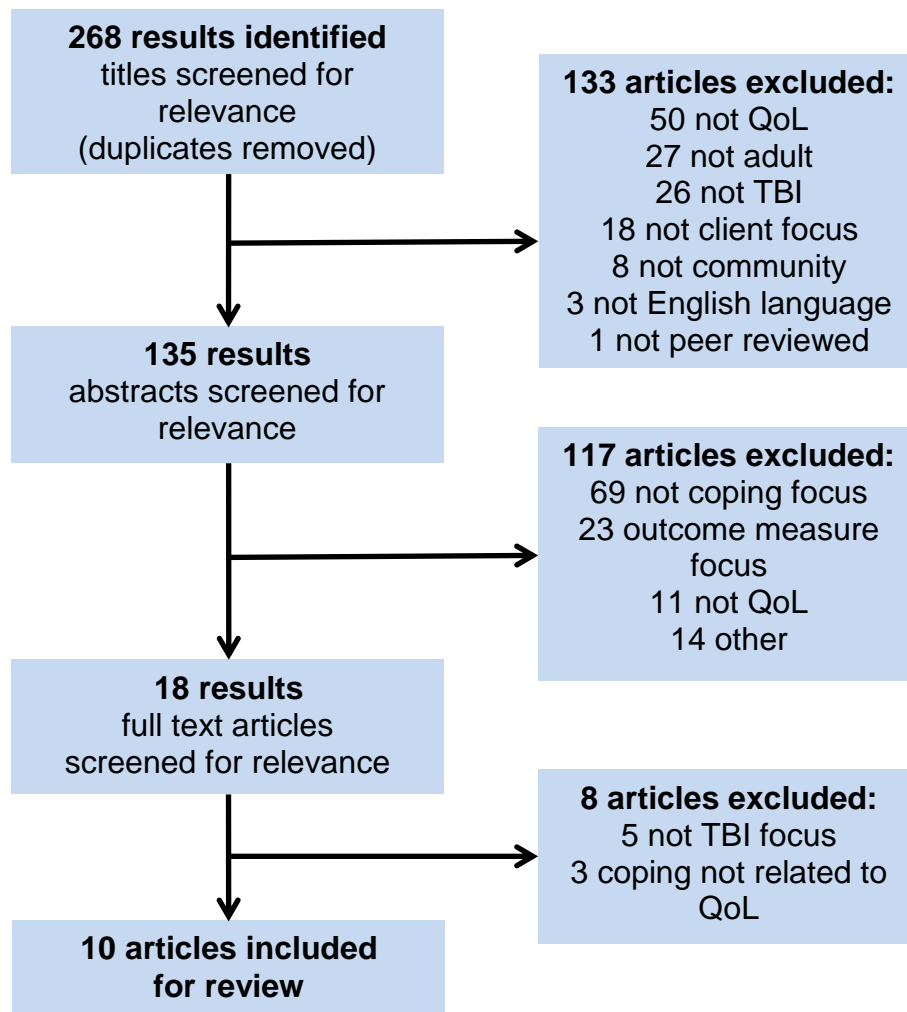 268 results identified
titles screened for
relevance
(duplicates removed)
133 articles excluded:
50 not QoL
27 not adult
26 not TBI
18 not client focus
8 not community
3 not English language
1 not peer reviewed
135 results
abstracts screened for
relevance
117 articles excluded:
69 not coping focus
23 outcome measure
focus
11 not QoL
14 other
18 results
full text articles
screened for relevance
8 articles excluded:
5 not TBI focus
3 coping not related to
QoL
10 articles included
for review